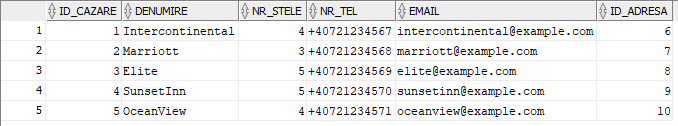 ID_CAZARE DENUMIRE NR_STELE NR_TEL EMAIL ID_ADRESA
1 1 Intercontinental 4 +40721234567 intercontinental@example.com 6
2 2 Marriott 3 +40721234568 marriott@example.com 7
3 3 Elite 5 +40721234569 elite@example.com 8
4 4 SunsetInn 5 +40721234570 sunsetinn@example.com 9
5 5 OceanView 4 +40721234571 oceanview@example.com 10